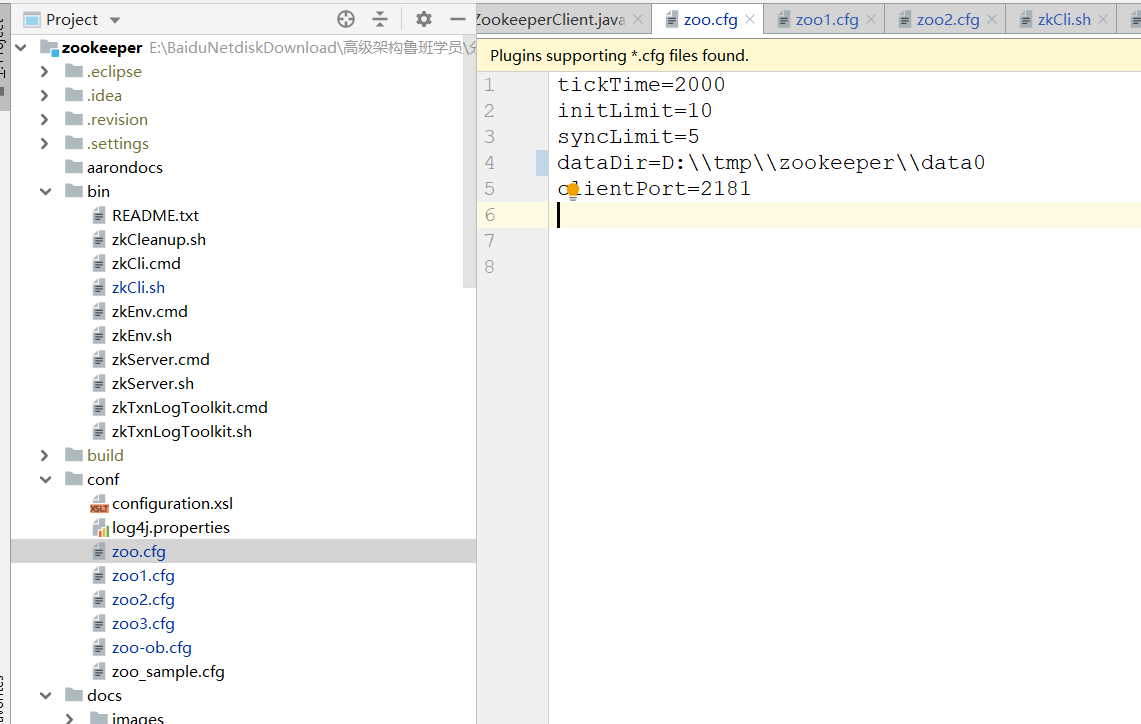 Project
ZookeeperClient.java
zoo.cfg
zoo1.cfg
zoo2.cfg
zkCli.sh
zookeeper E:\BaiduNetdiskDownload\高级架构鲁班学员\
.eclipse
.idea
.revision
.settings
aarondocs
bin
README.txt
zkCleanup.sh
zkCli.cmd
zkCli.sh
zkEnv.cmd
zkEnv.sh
zkServer.cmd
zkServer.sh
zkTxnLogToolkit.cmd
zkTxnLogToolkit.sh
build
conf
configuration.xsl
log4j.properties
zoo.cfg
zoo1.cfg
zoo2.cfg
zoo3.cfg
zoo-ob.cfg
zoo_sample.cfg
docs
images
Plugins supporting *.cfg files found.
1 tickTime=2000
2 initLimit=10
3 syncLimit=5
4 dataDir=D:\\tmp\\zookeeper\\data0
5 clientPort=2181
6
7
8